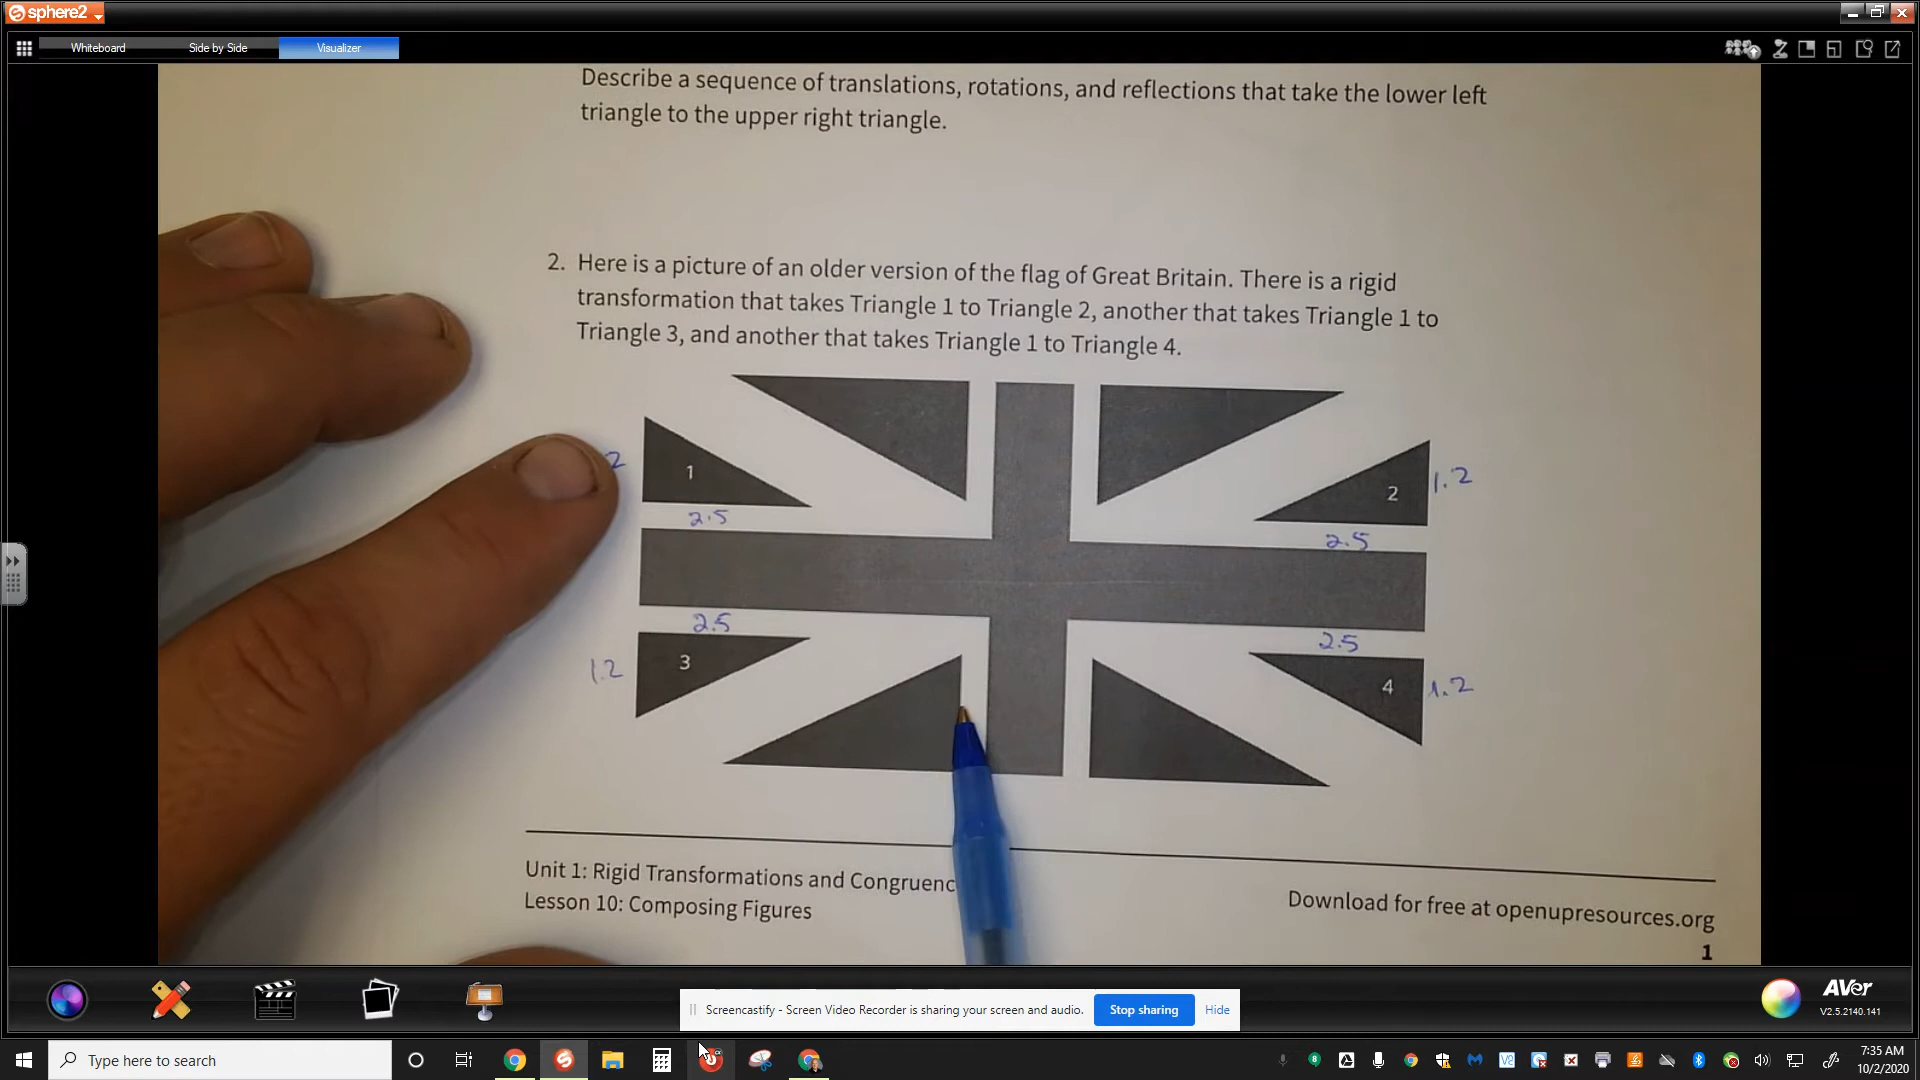 sphere2
Whiteboard
Side by Side
Visualizer
Describe a sequence of translations, rotations, and reflections that take the lower left
triangle to the upper right triangle.
2. Here is a picture of an older version of the flag of Great Britain. There is a rigid
transformation that takes Triangle 1 to Triangle 2, another that takes Triangle 1 to
Triangle 3, and another that takes Triangle 1 to Triangle 4.
2
1
2.5
2
1.2
2.5
2.5
1.2
3
2.5
4
1.2
Unit 1: Rigid Transformations and Congruenc
Lesson 10: Composing Figures
Download for free at openupresources.org
1
AVer
V2.5.2140.141
Screencastify - Screen Video Recorder is sharing your screen and audio.
Stop sharing
Hide
Type here to search
7:35 AM
10/2/2020